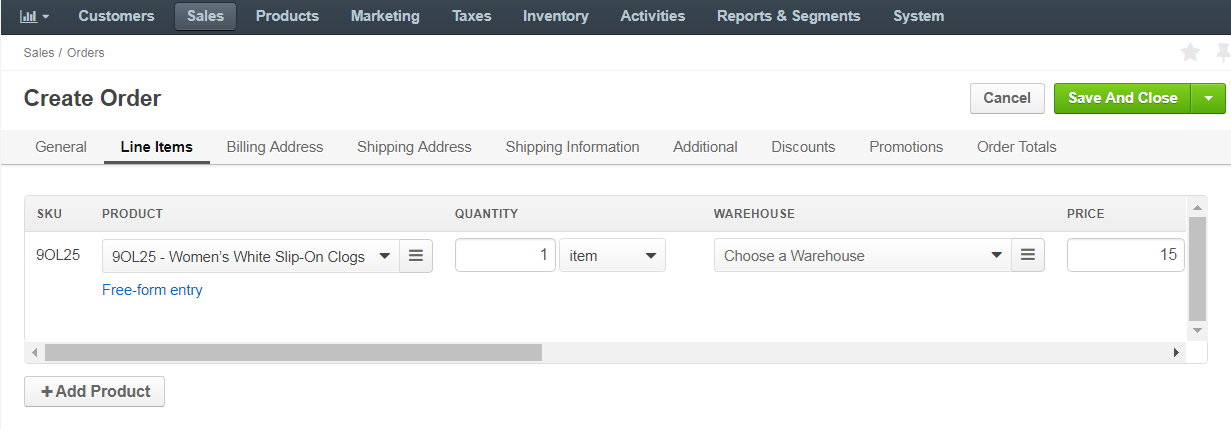 Customers Sales Products Marketing Taxes Inventory Activities Reports & Segments System
Sales / Orders
Create Order Cancel Save And Close
General Line Items Billing Address Shipping Address Shipping Information Additional Discounts Promotions Order Totals
SKU PRODUCT QUANTITY WAREHOUSE PRICE
9OL25 9OL25 - Women’s White Slip-On Clogs 1 item Choose a Warehouse 15
Free-form entry
+ Add Product